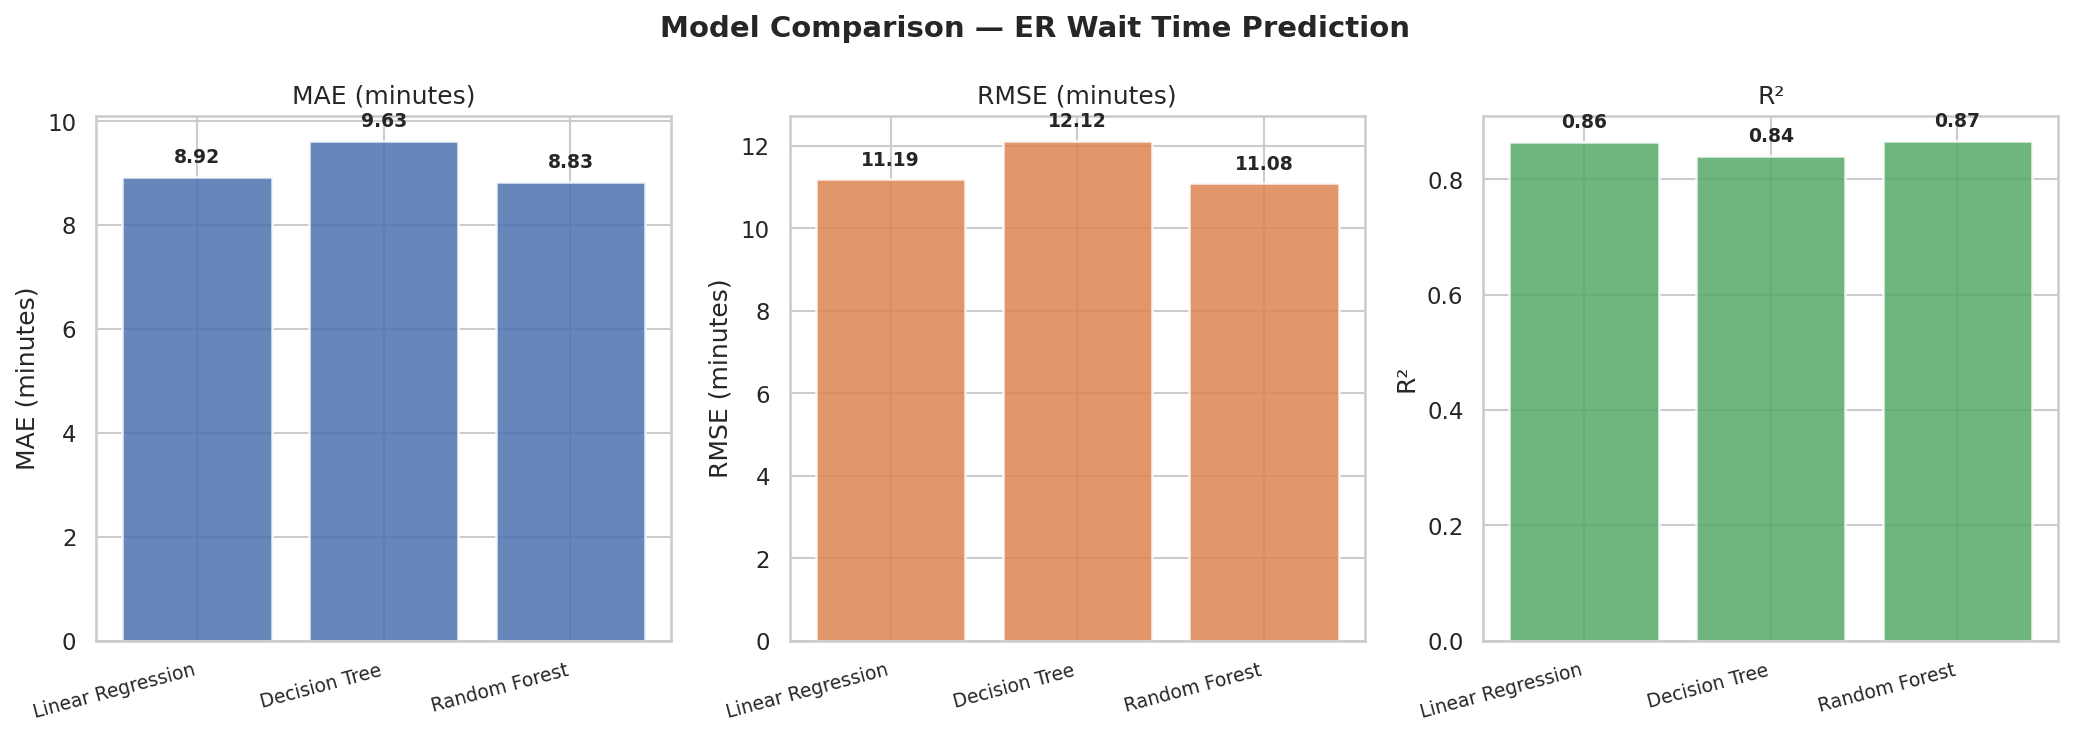 Model Comparison — ER Wait Time Prediction
MAE (minutes)
MAE (minutes)
10
8
6
4
2
0
8.92
9.63
8.83
Linear Regression
Decision Tree
Random Forest
RMSE (minutes)
RMSE (minutes)
12
10
8
6
4
2
0
11.19
12.12
11.08
Linear Regression
Decision Tree
Random Forest
R²
R²
0.8
0.6
0.4
0.2
0.0
0.86
0.84
0.87
Linear Regression
Decision Tree
Random Forest